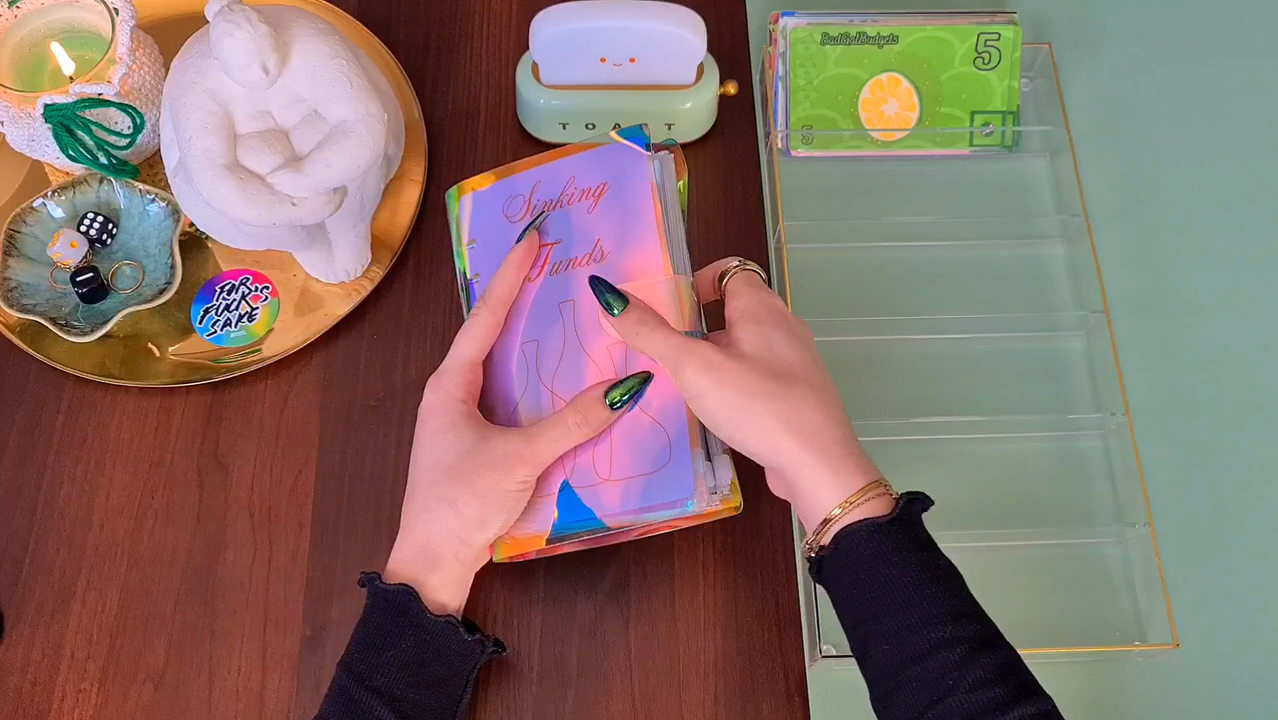 TOAST
BadGalBudgets
5
5
Sinking
Funds
FOR
FUCK'S
SAKE